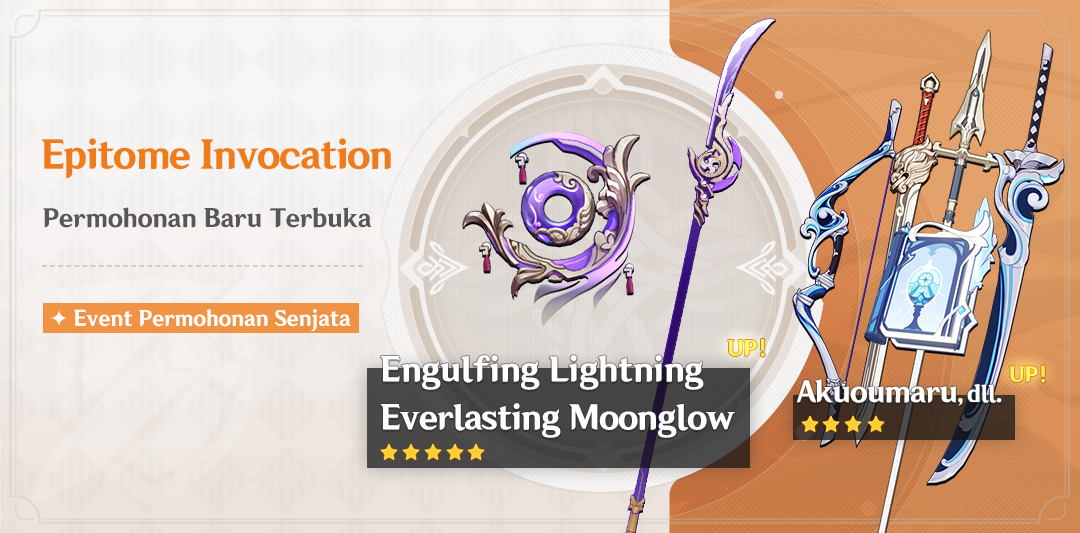 Epitome Invocation
Permohonan Baru Terbuka
✦ Event Permohonan Senjata
UP!
Engulfing Lightning
Everlasting Moonglow
UP!
Akuoumaru, dll.